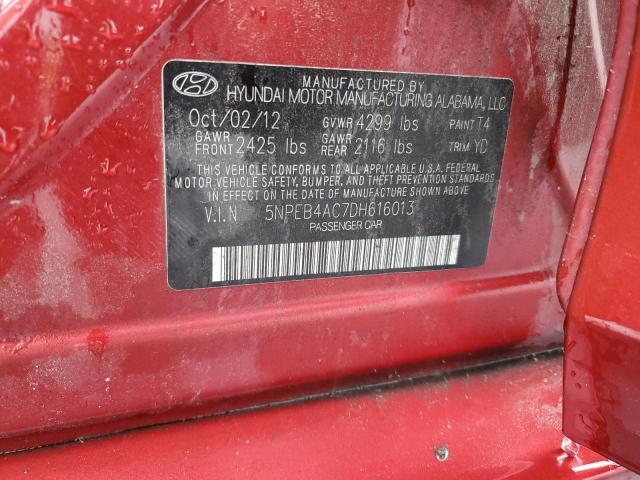 MANUFACTURED BY
HYUNDAI MOTOR MANUFACTURING ALABAMA, LLC
Oct/02/12 GVWR 4299 lbs PAINT T4
GAWR FRONT 2425 lbs GAWR REAR 2116 lbs TRIM YD
THIS VEHICLE CONFORMS TO ALL APPLICABLE U.S.A. FEDERAL
MOTOR VEHICLE SAFETY, BUMPER, AND THEFT PREVENTION
STANDARDS IN EFFECT ON THE DATE OF MANUFACTURE SHOWN ABOVE.
V.I.N 5NPEB4AC7DH616013
PASSENGER CAR